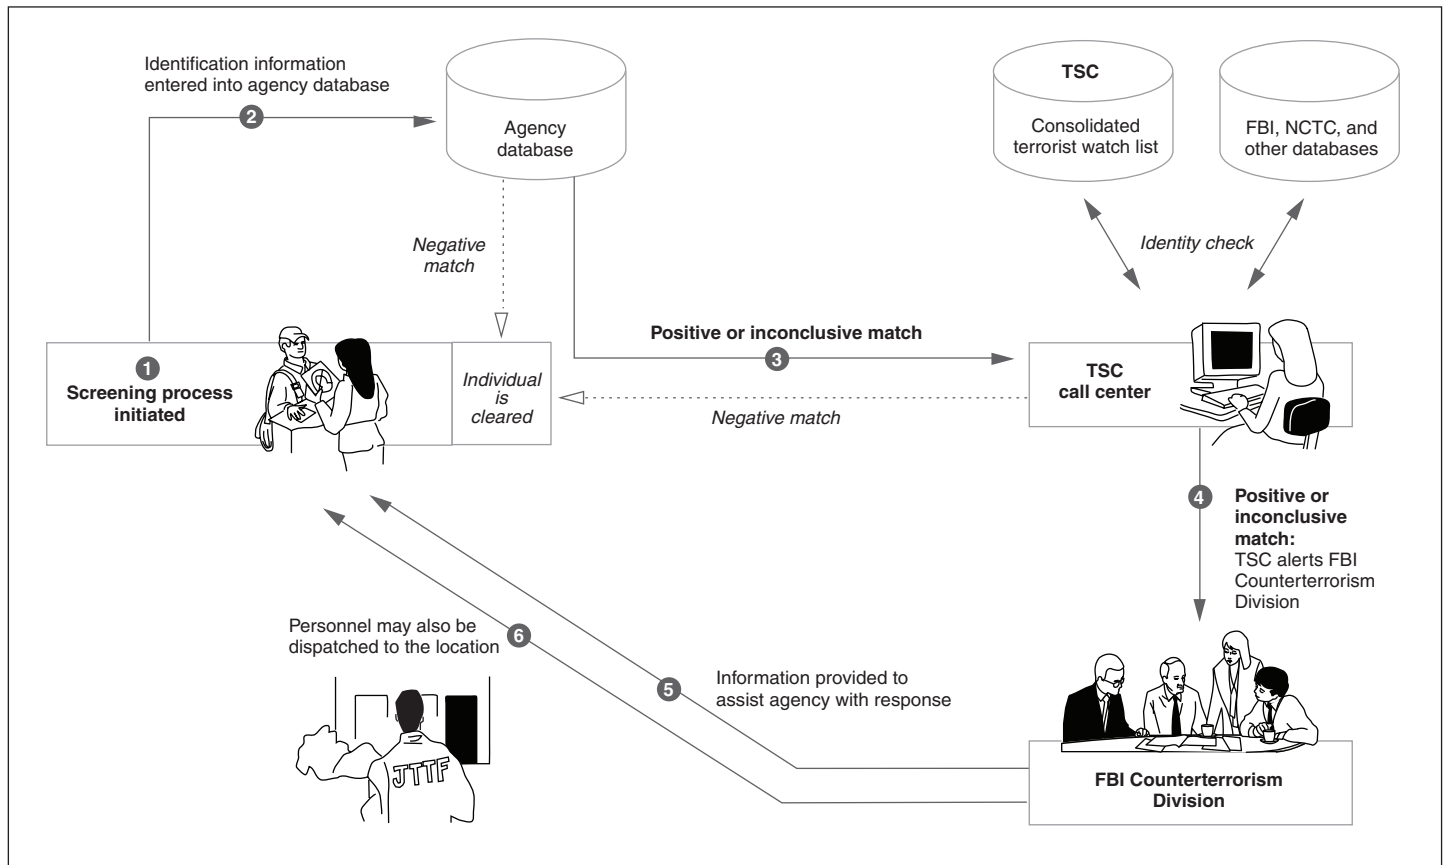 Identification information
entered into agency database
2
Agency
database
TSC
Consolidated
terrorist watch list
FBI, NCTC, and
other databases
Negative
match
Identity check
1
Screening process
initiated
Individual
is
cleared
Positive or inconclusive match
3
Negative match
TSC
call center
4
Positive or
inconclusive
match:
TSC alerts FBI
Counterterrorism
Division
Personnel may also be
dispatched to the location
6
JTTF
5
Information provided to
assist agency with response
FBI Counterterrorism
Division